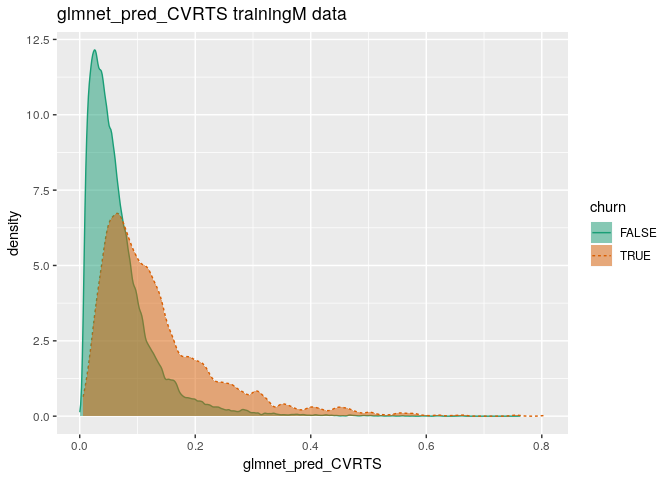 glmnet_pred_CVRTS trainingM data
12.5
10.0
7.5
5.0
2.5
0.0
density
0.0 0.2 0.4 0.6 0.8
glmnet_pred_CVRTS
churn
FALSE
TRUE